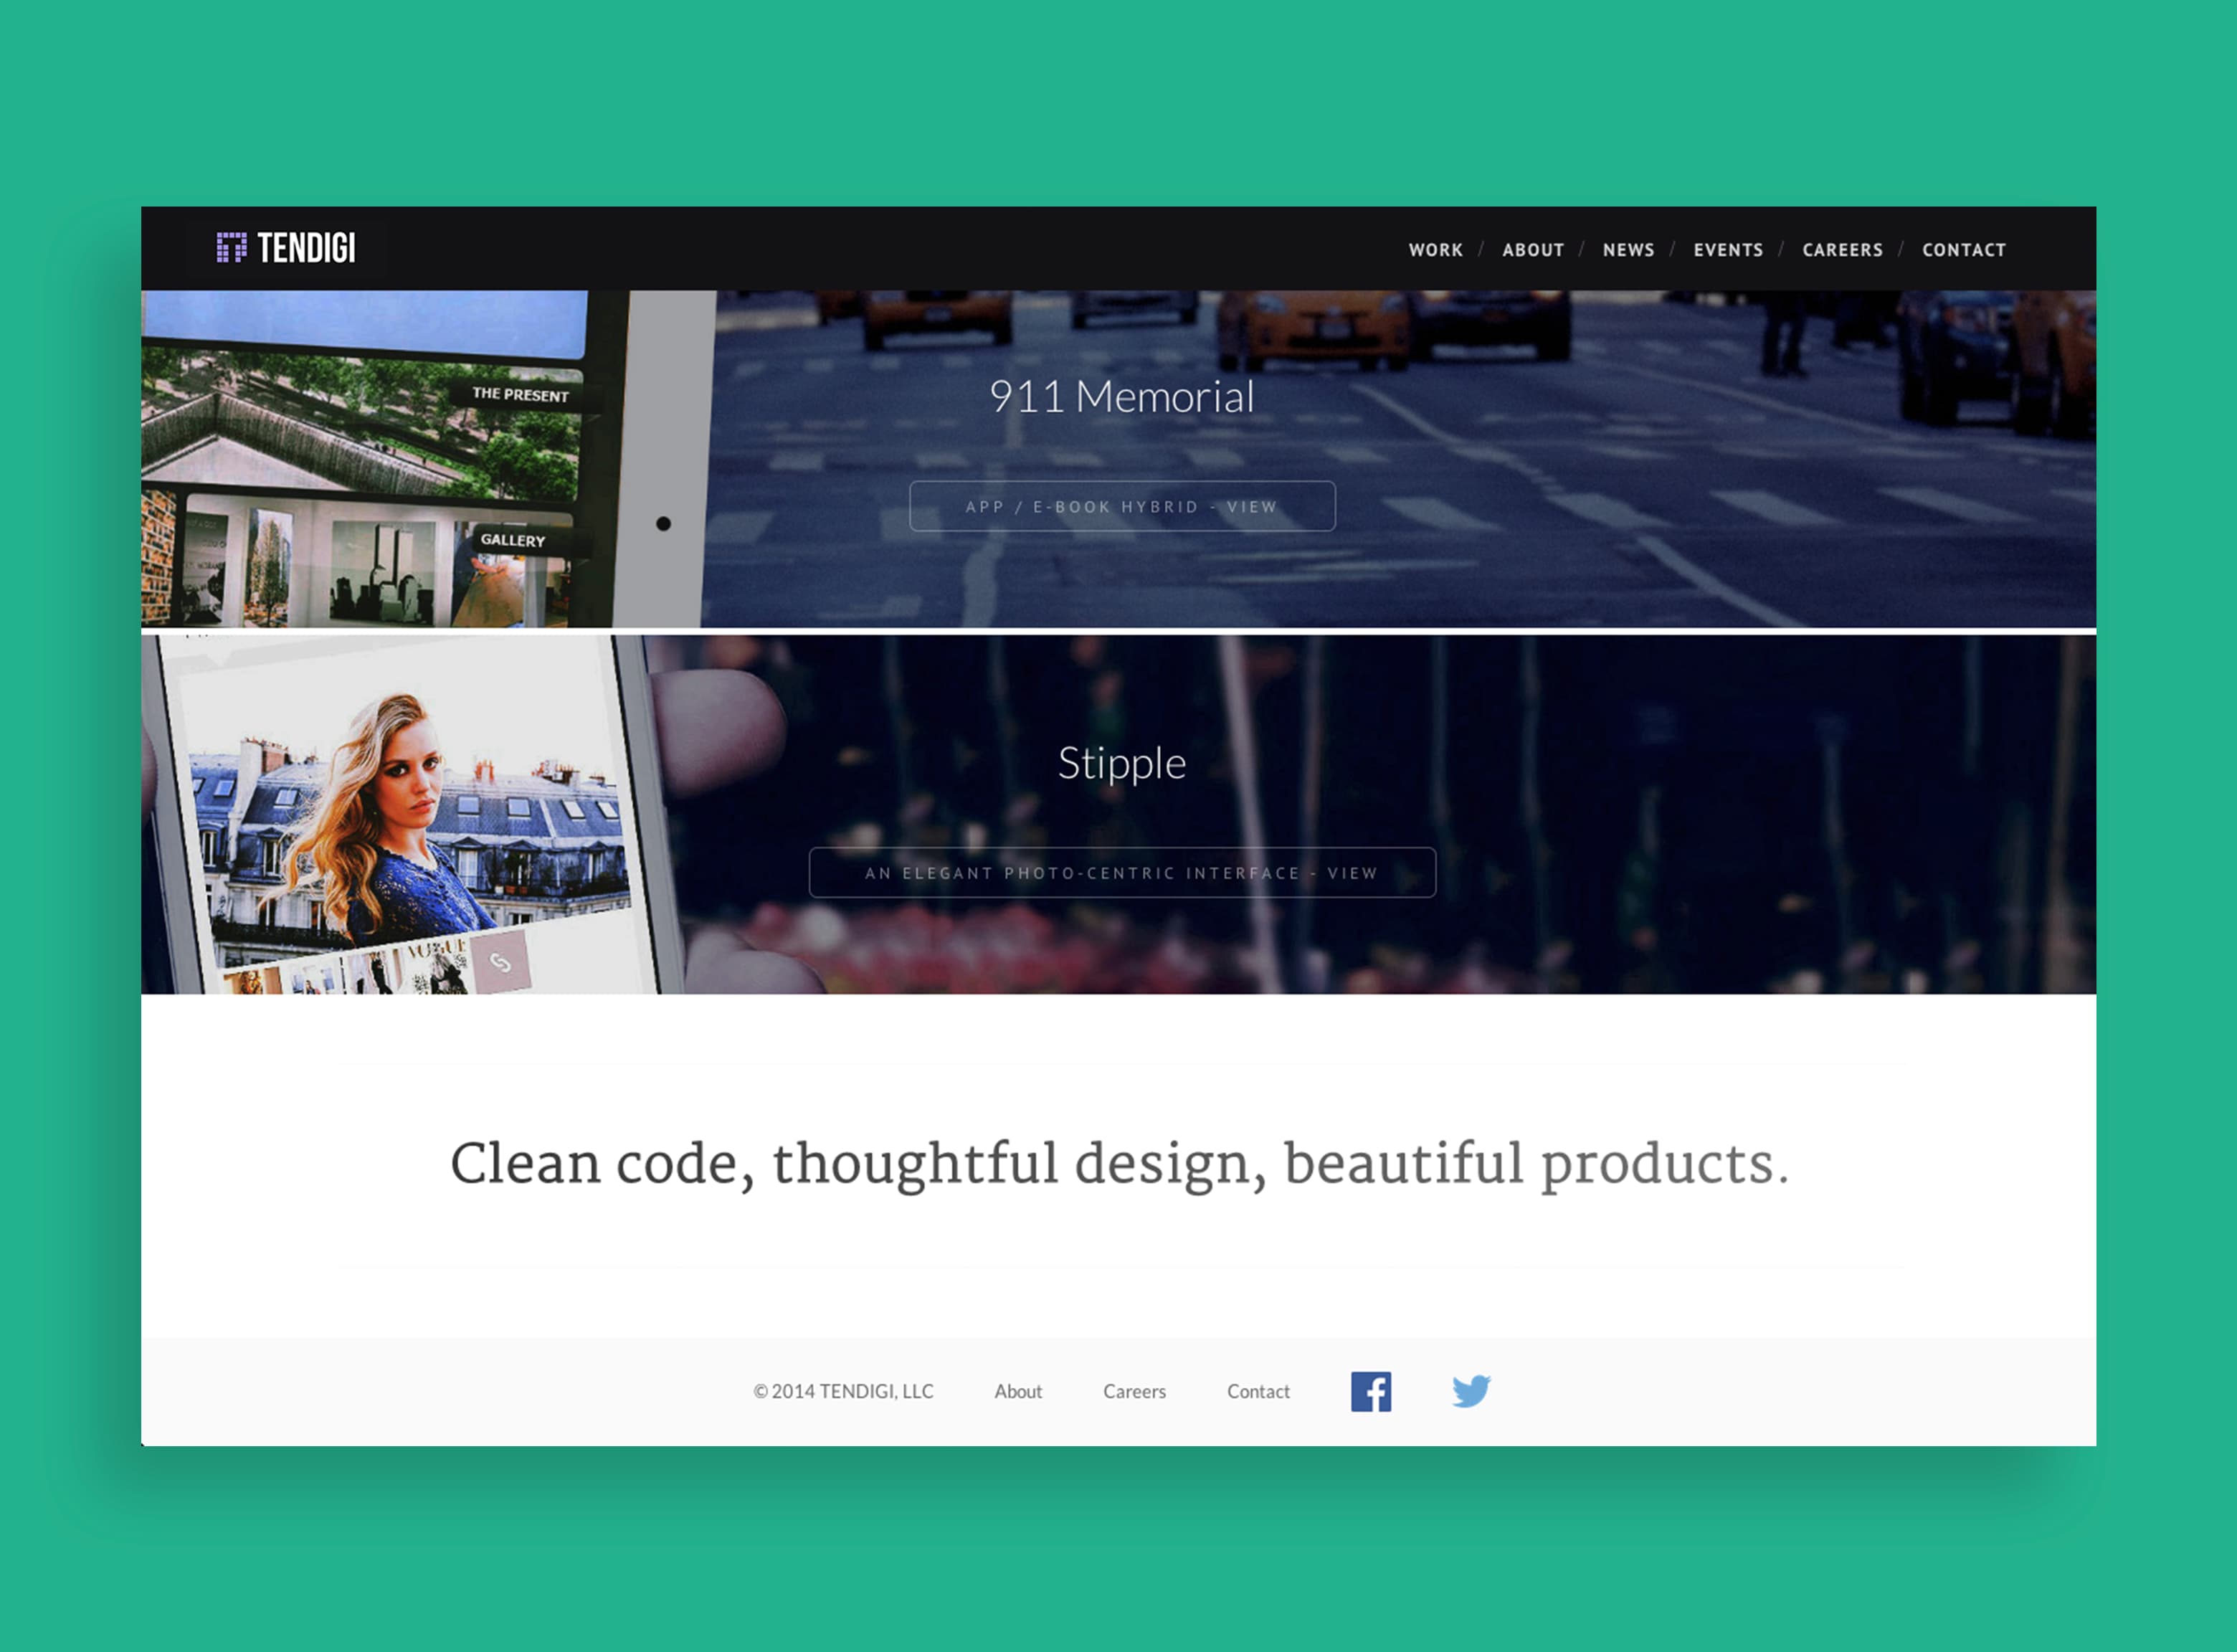 TENDIGI
WORK / ABOUT / NEWS / EVENTS / CAREERS / CONTACT
THE PRESENT
911 Memorial
APP / E-BOOK HYBRID - VIEW
GALLERY
Stipple
AN ELEGANT PHOTO-CENTRIC INTERFACE - VIEW
VOGUE
Clean code, thoughtful design, beautiful products.
© 2014 TENDIGI, LLC About Careers Contact